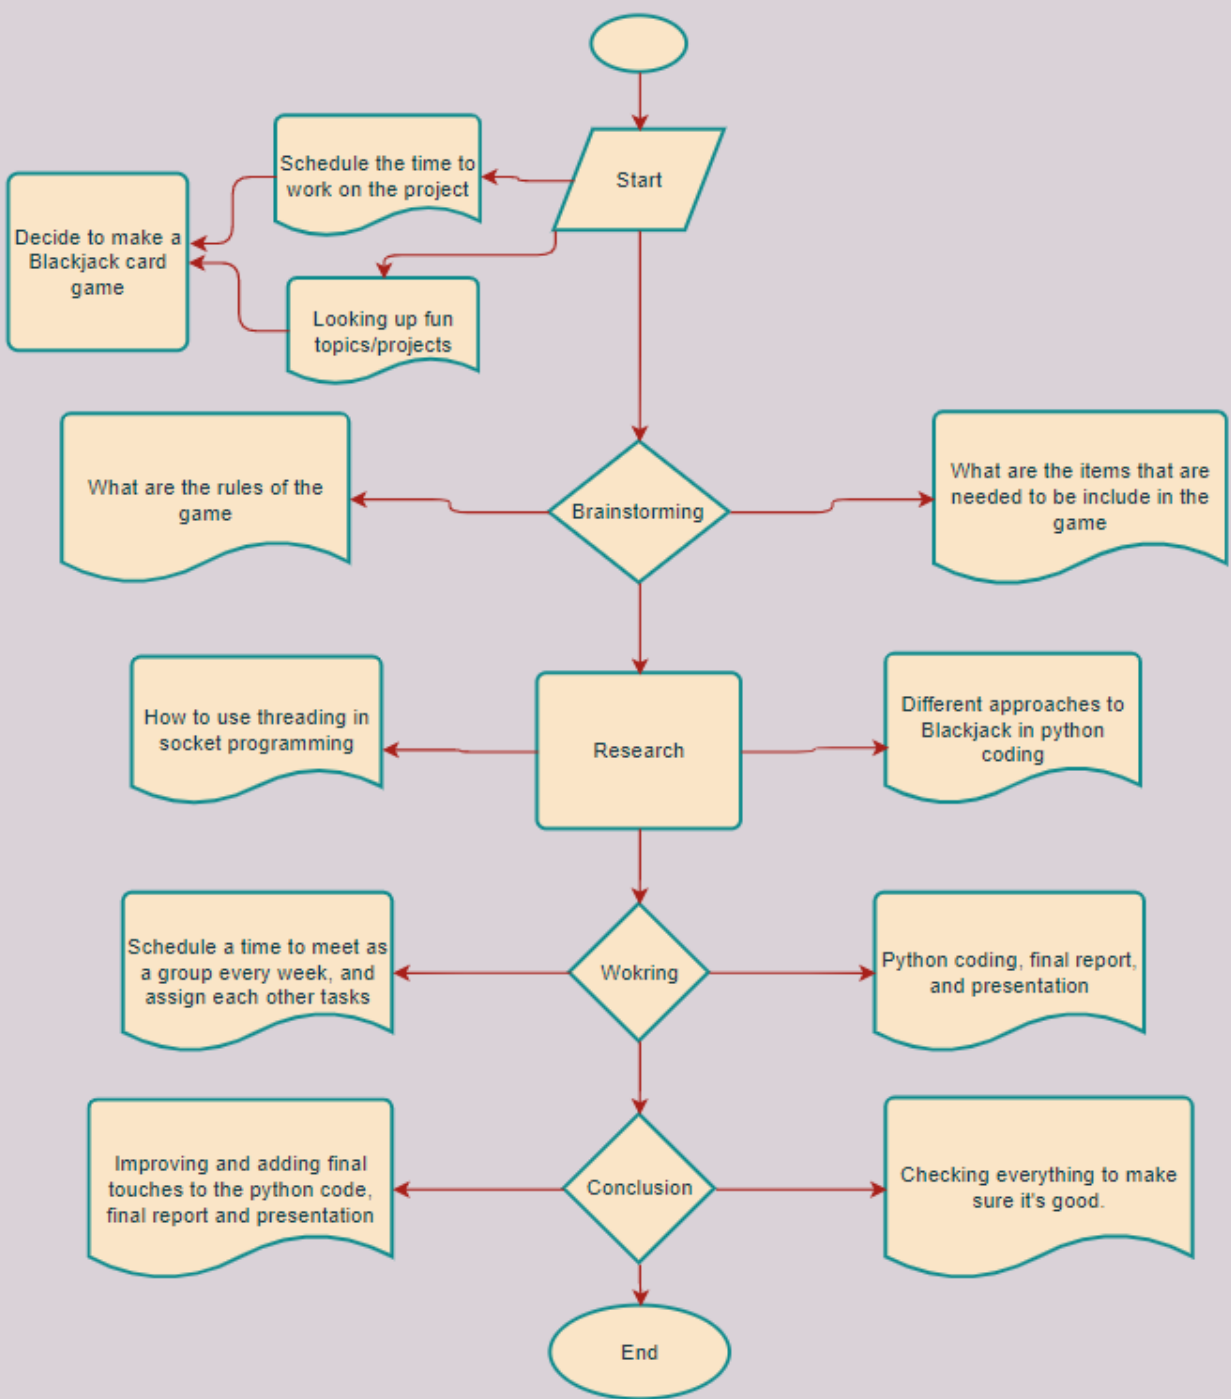 Start
Schedule the time to
work on the project
Decide to make a
Blackjack card
game
Looking up fun
topics/projects
Brainstorming
What are the rules of the
game
What are the items that are
needed to be include in the
game
Research
How to use threading in
socket programming
Different approaches to
Blackjack in python
coding
Wokring
Schedule a time to meet as
a group every week, and
assign each other tasks
Python coding, final report,
and presentation
Conclusion
Improving and adding final
touches to the python code,
final report and presentation
Checking everything to make
sure it's good.
End